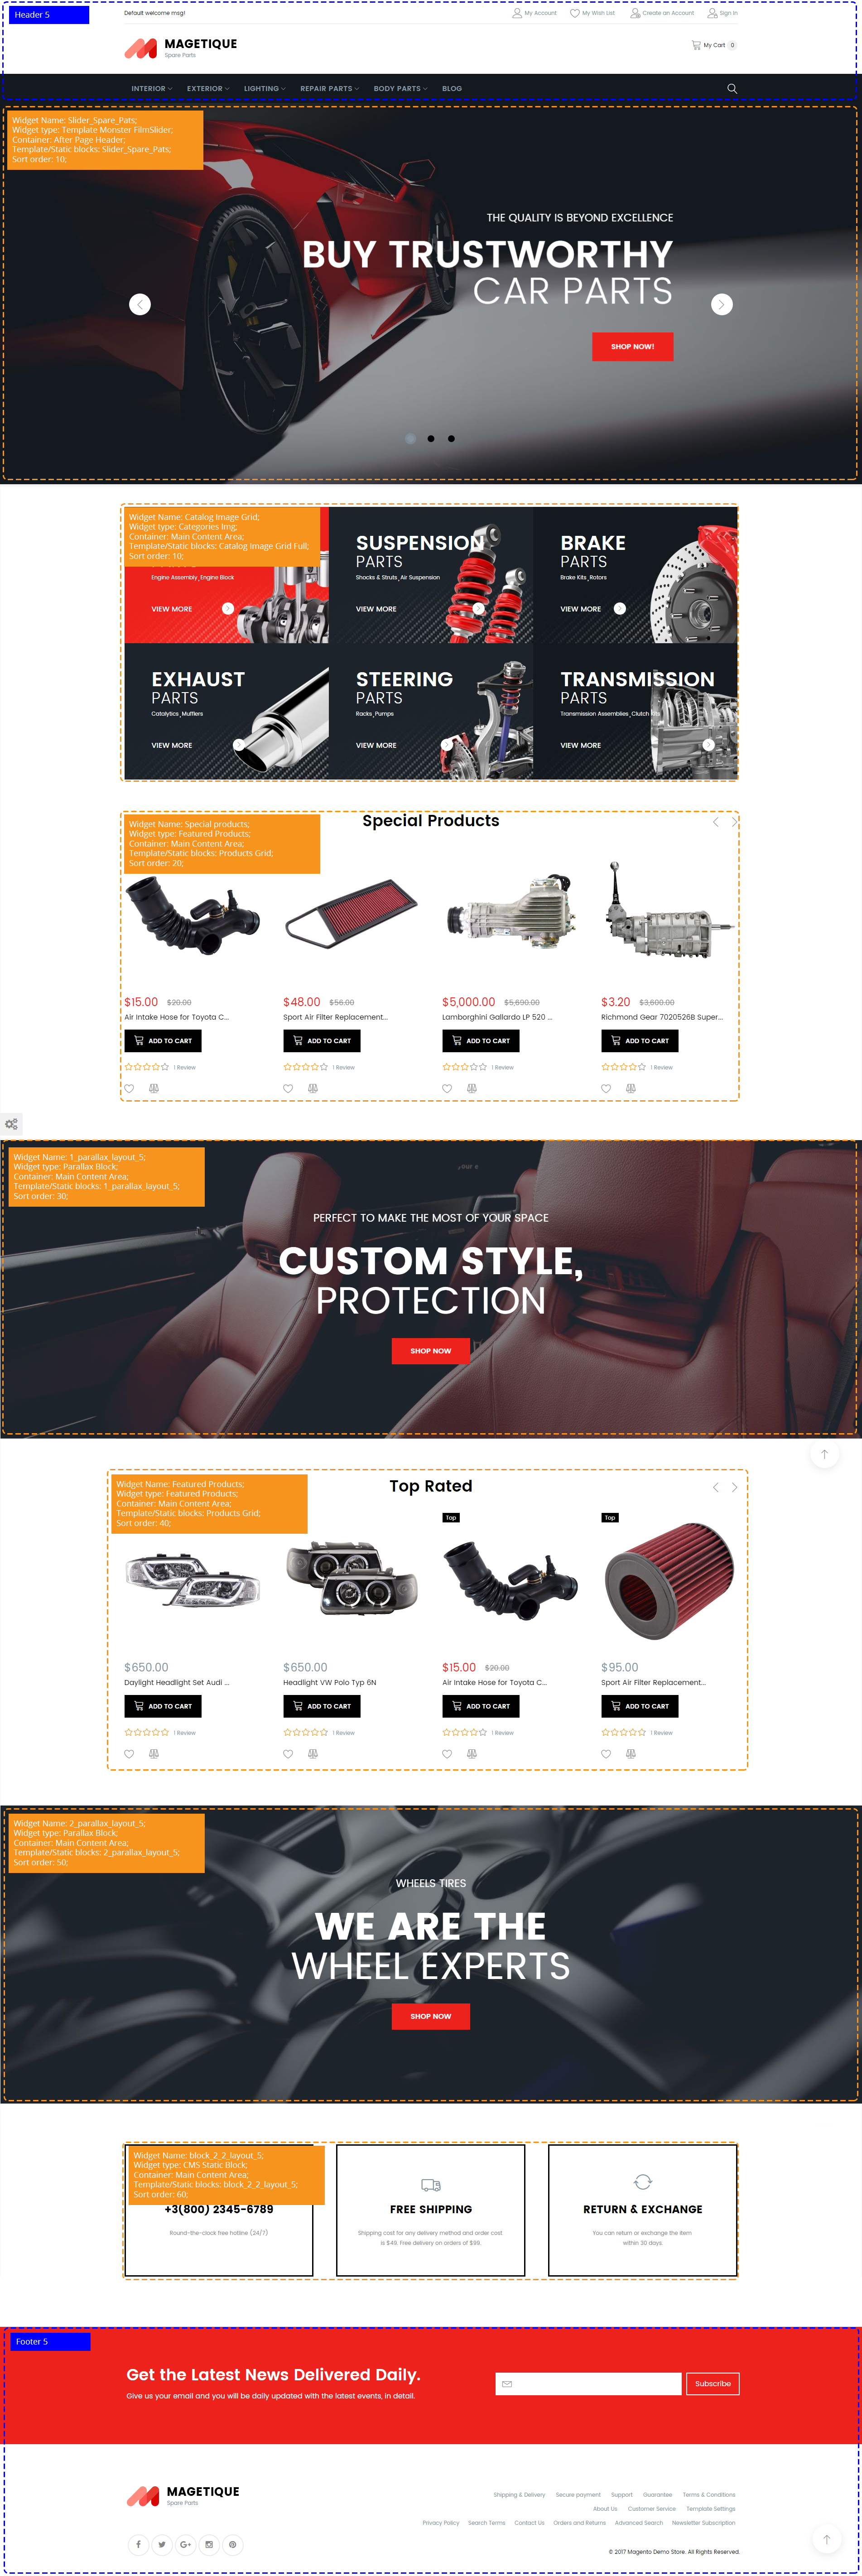 Header 5
Default welcome msg!
My Account My Wish List Create an Account Sign In
MAGETIQUE
Spare Parts
My Cart 0
INTERIOR EXTERIOR LIGHTING REPAIR PARTS BODY PARTS BLOG
Widget Name: Slider_Spare_Pats;
Widget type: Template Monster FilmSlider;
Container: After Page Header;
Template/Static blocks: Slider_Spare_Pats;
Sort order: 10;
THE QUALITY IS BEYOND EXCELLENCE
BUY TRUSTWORTHY
CAR PARTS
SHOP NOW!
Widget Name: Catalog Image Grid;
Widget type: Categories Img;
Container: Main Content Area;
Template/Static blocks: Catalog Image Grid Full;
Sort order: 10;
Engine Assembly_Engine Block
VIEW MORE
SUSPENSION
PARTS
Shocks & Struts_Air Suspension
VIEW MORE
BRAKE
PARTS
Brake Kits_Rotors
VIEW MORE
EXHAUST
PARTS
Catalytics_Mufflers
VIEW MORE
STEERING
PARTS
Racks_Pumps
VIEW MORE
TRANSMISSION
PARTS
Transmission Assemblies_Clutch
VIEW MORE
Widget Name: Special products;
Widget type: Featured Products;
Container: Main Content Area;
Template/Static blocks: Products Grid;
Sort order: 20;
Special Products
$15.00 $20.00
Air Intake Hose for Toyota C...
ADD TO CART
1 Review
$48.00 $56.00
Sport Air Filter Replacement...
ADD TO CART
1 Review
$5,000.00 $5,690.00
Lamborghini Gallardo LP 520 ...
ADD TO CART
1 Review
$3.20 $3,600.00
Richmond Gear 7020526B Super...
ADD TO CART
1 Review
Widget Name: 1_parallax_layout_5;
Widget type: Parallax Block;
Container: Main Content Area;
Template/Static blocks: 1_parallax_layout_5;
Sort order: 30;
PERFECT TO MAKE THE MOST OF YOUR SPACE
CUSTOM STYLE,
PROTECTION
SHOP NOW
Widget Name: Featured Products;
Widget type: Featured Products;
Container: Main Content Area;
Template/Static blocks: Products Grid;
Sort order: 40;
Top Rated
$650.00
Daylight Headlight Set Audi ...
ADD TO CART
1 Review
$650.00
Headlight VW Polo Typ 6N
ADD TO CART
1 Review
Top
$15.00 $20.00
Air Intake Hose for Toyota C...
ADD TO CART
1 Review
Top
$95.00
Sport Air Filter Replacement...
ADD TO CART
1 Review
Widget Name: 2_parallax_layout_5;
Widget type: Parallax Block;
Container: Main Content Area;
Template/Static blocks: 2_parallax_layout_5;
Sort order: 50;
WHEELS TIRES
WE ARE THE
WHEEL EXPERTS
SHOP NOW
Widget Name: block_2_2_layout_5;
Widget type: CMS Static Block;
Container: Main Content Area;
Template/Static blocks: block_2_2_layout_5;
Sort order: 60;
+3(800) 2345-6789
Round-the-clock free hotline (24/7)
FREE SHIPPING
Shipping cost for any delivery method and order cost
is $49. Free delivery on orders of $99.
RETURN & EXCHANGE
You can return or exchange the item
within 30 days.
Footer 5
Get the Latest News Delivered Daily.
Give us your email and you will be daily updated with the latest events, in detail.
Subscribe
MAGETIQUE
Spare Parts
Shipping & Delivery Secure payment Support Guarantee Terms & Conditions
About Us Customer Service Template Settings
Privacy Policy Search Terms Contact Us Orders and Returns Advanced Search Newsletter Subscription
© 2017 Magento Demo Store. All Rights Reserved.